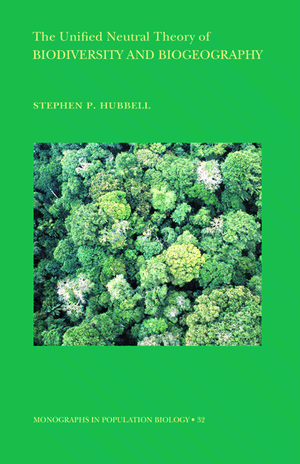 The Unified Neutral Theory of
BIODIVERSITY AND BIOGEOGRAPHY
STEPHEN P. HUBBELL
MONOGRAPHS IN POPULATION BIOLOGY • 32